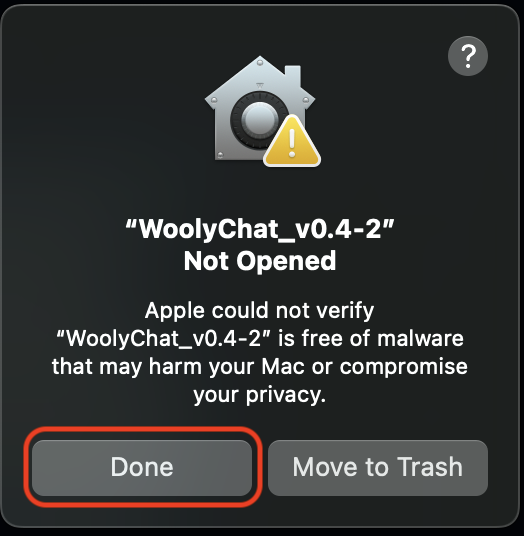 ?
“WoolyChat_v0.4-2”
Not Opened
Apple could not verify
“WoolyChat_v0.4-2” is free of malware
that may harm your Mac or compromise
your privacy.
Done
Move to Trash